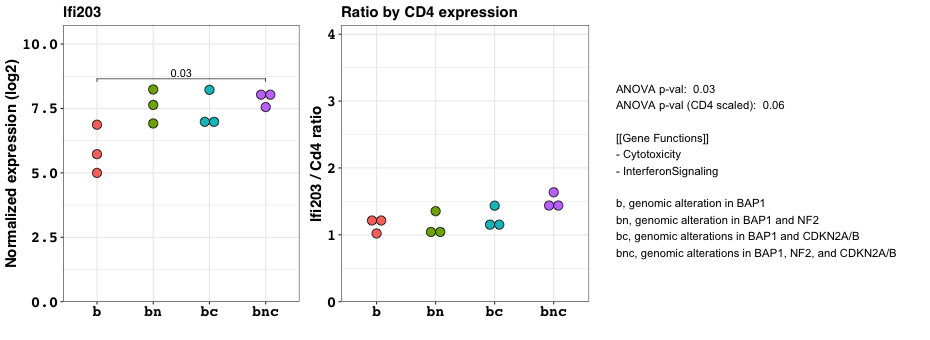 Ifi203
Normalized expression (log2)
10.0
7.5
5.0
2.5
0.0
0.03
b
bn
bc
bnc
Ratio by CD4 expression
Ifi203 / Cd4 ratio
4
3
2
1
0
b
bn
bc
bnc
ANOVA p-val:  0.03
ANOVA p-val (CD4 scaled):  0.06
[[Gene Functions]]
- Cytotoxicity
- InterferonSignaling
b, genomic alteration in BAP1
bn, genomic alteration in BAP1 and NF2
bc, genomic alterations in BAP1 and CDKN2A/B
bnc, genomic alterations in BAP1, NF2, and CDKN2A/B